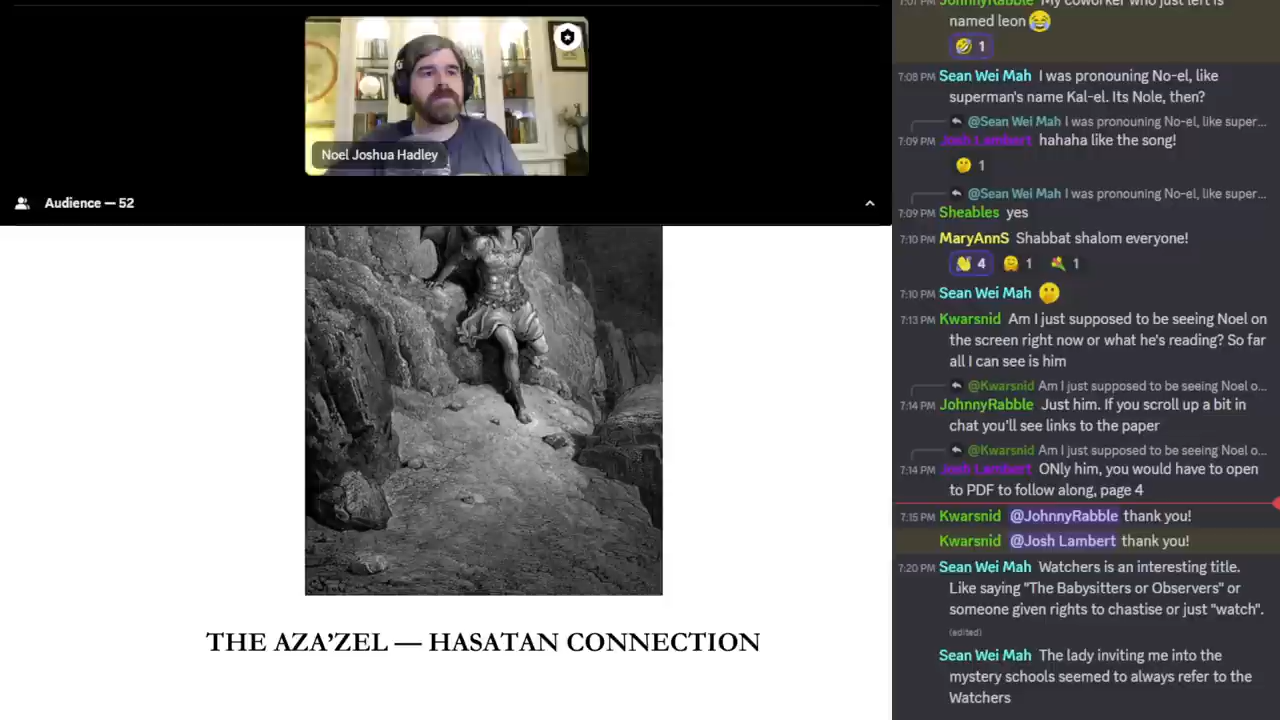 Noel Joshua Hadley
Audience — 52
THE AZA'ZEL — HASATAN CONNECTION
7:07 PM JohnnyRabble My coworker who just left is
named leon 😂
🤣 1
7:08 PM Sean Wei Mah I was pronouning No-el, like
superman's name Kal-el. Its Nole, then?
@Sean Wei Mah I was pronouning No-el, like super...
7:09 PM Josh Lambert hahaha like the song!
🤫 1
@Sean Wei Mah I was pronouning No-el, like super...
7:09 PM Sheables yes
7:10 PM MaryAnnS Shabbat shalom everyone!
👋 4 🤗 1 💐 1
7:10 PM Sean Wei Mah 🤫
7:13 PM Kwarsnid Am I just supposed to be seeing Noel on
the screen right now or what he's reading? So far
all I can see is him
@Kwarsnid Am I just supposed to be seeing Noel o...
7:14 PM JohnnyRabble Just him. If you scroll up a bit in
chat you'll see links to the paper
@Kwarsnid Am I just supposed to be seeing Noel o...
7:14 PM Josh Lambert ONly him, you would have to open
to PDF to follow along, page 4
7:15 PM Kwarsnid @JohnnyRabble thank you!
Kwarsnid @Josh Lambert thank you!
7:20 PM Sean Wei Mah Watchers is an interesting title.
Like saying "The Babysitters or Observers" or
someone given rights to chastise or just "watch".
(edited)
Sean Wei Mah The lady inviting me into the
mystery schools seemed to always refer to the
Watchers